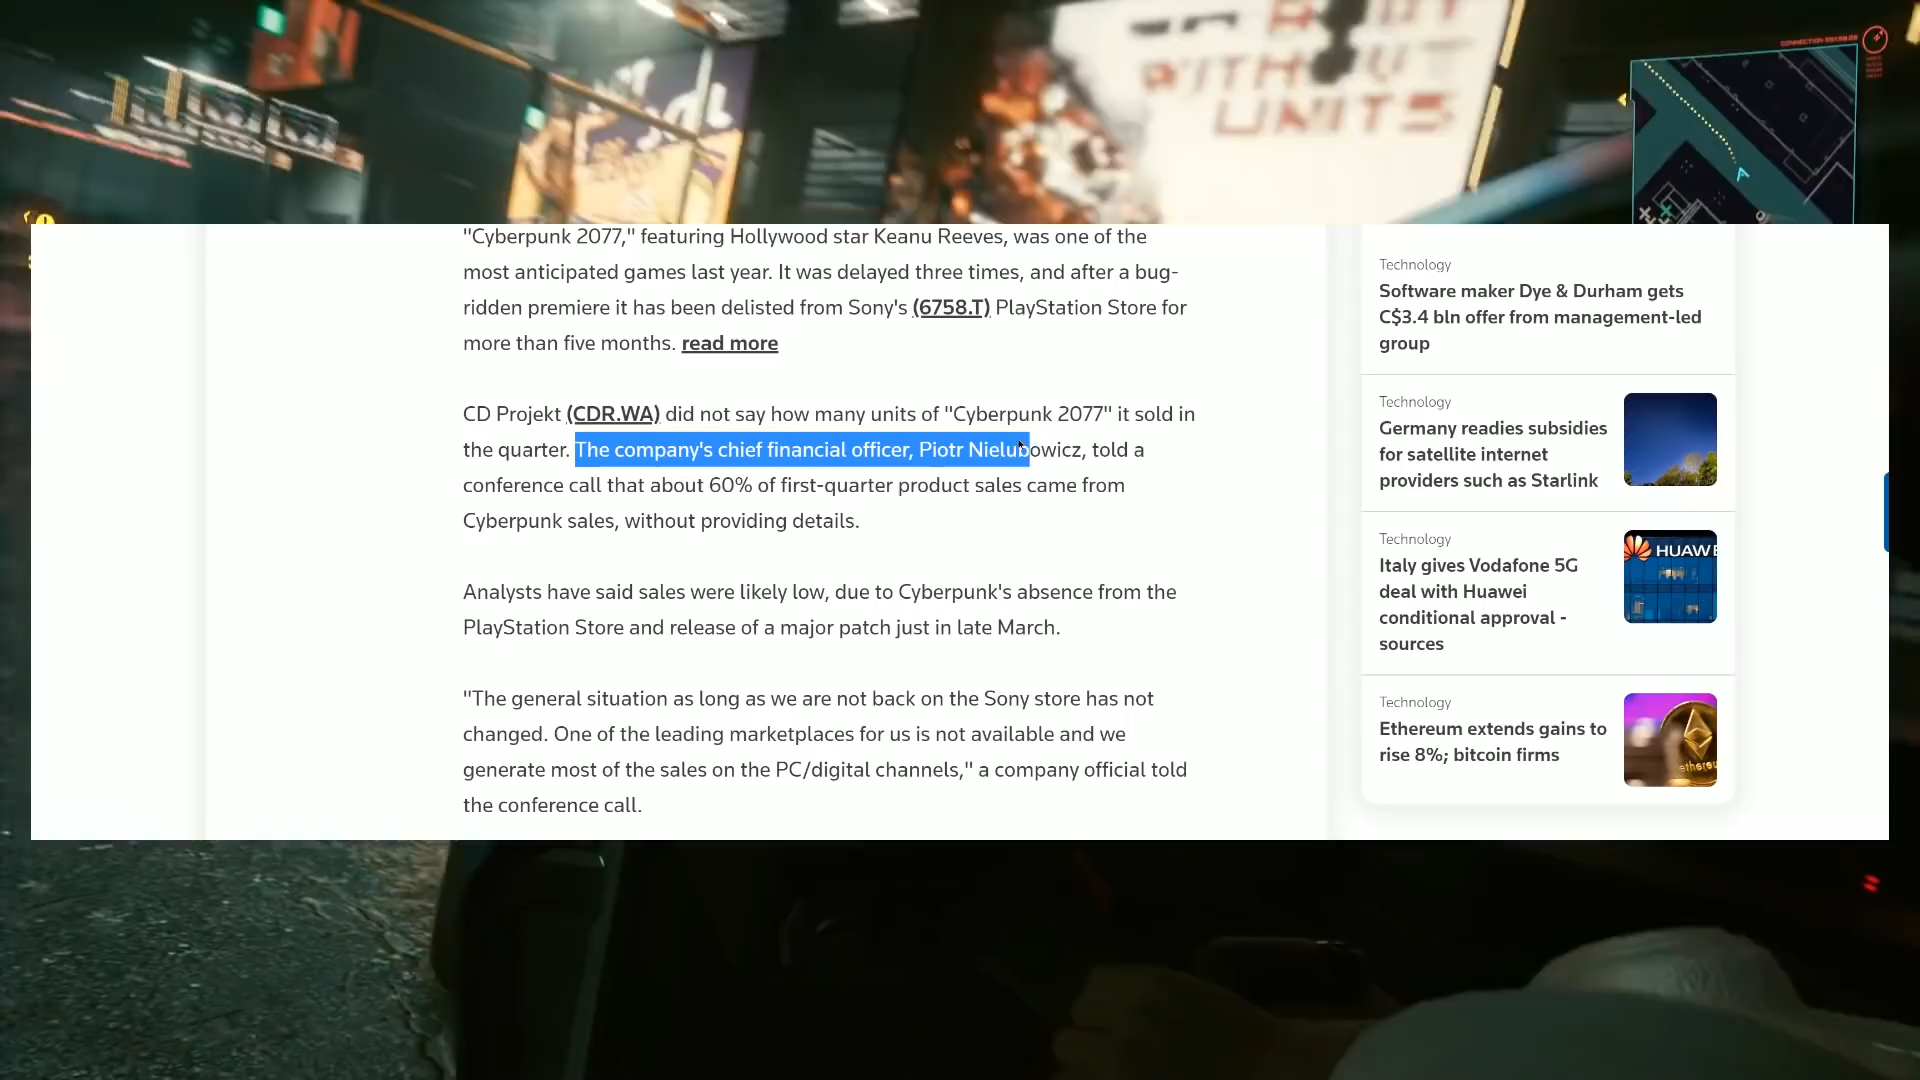 WITHOUT
UNITS
"Cyberpunk 2077," featuring Hollywood star Keanu Reeves, was one of the
most anticipated games last year. It was delayed three times, and after a bug-
ridden premiere it has been delisted from Sony's (6758.T) PlayStation Store for
more than five months. read more
CD Projekt (CDR.WA) did not say how many units of "Cyberpunk 2077" it sold in
the quarter. The company's chief financial officer, Piotr Nielubowicz, told a
conference call that about 60% of first-quarter product sales came from
Cyberpunk sales, without providing details.
Analysts have said sales were likely low, due to Cyberpunk's absence from the
PlayStation Store and release of a major patch just in late March.
"The general situation as long as we are not back on the Sony store has not
changed. One of the leading marketplaces for us is not available and we
generate most of the sales on the PC/digital channels," a company official told
the conference call.
Technology
Software maker Dye & Durham gets
C$3.4 bln offer from management-led
group
Technology
Germany readies subsidies
for satellite internet
providers such as Starlink
Technology
Italy gives Vodafone 5G
deal with Huawei
conditional approval -
sources
HUAWE
Technology
Ethereum extends gains to
rise 8%; bitcoin firms